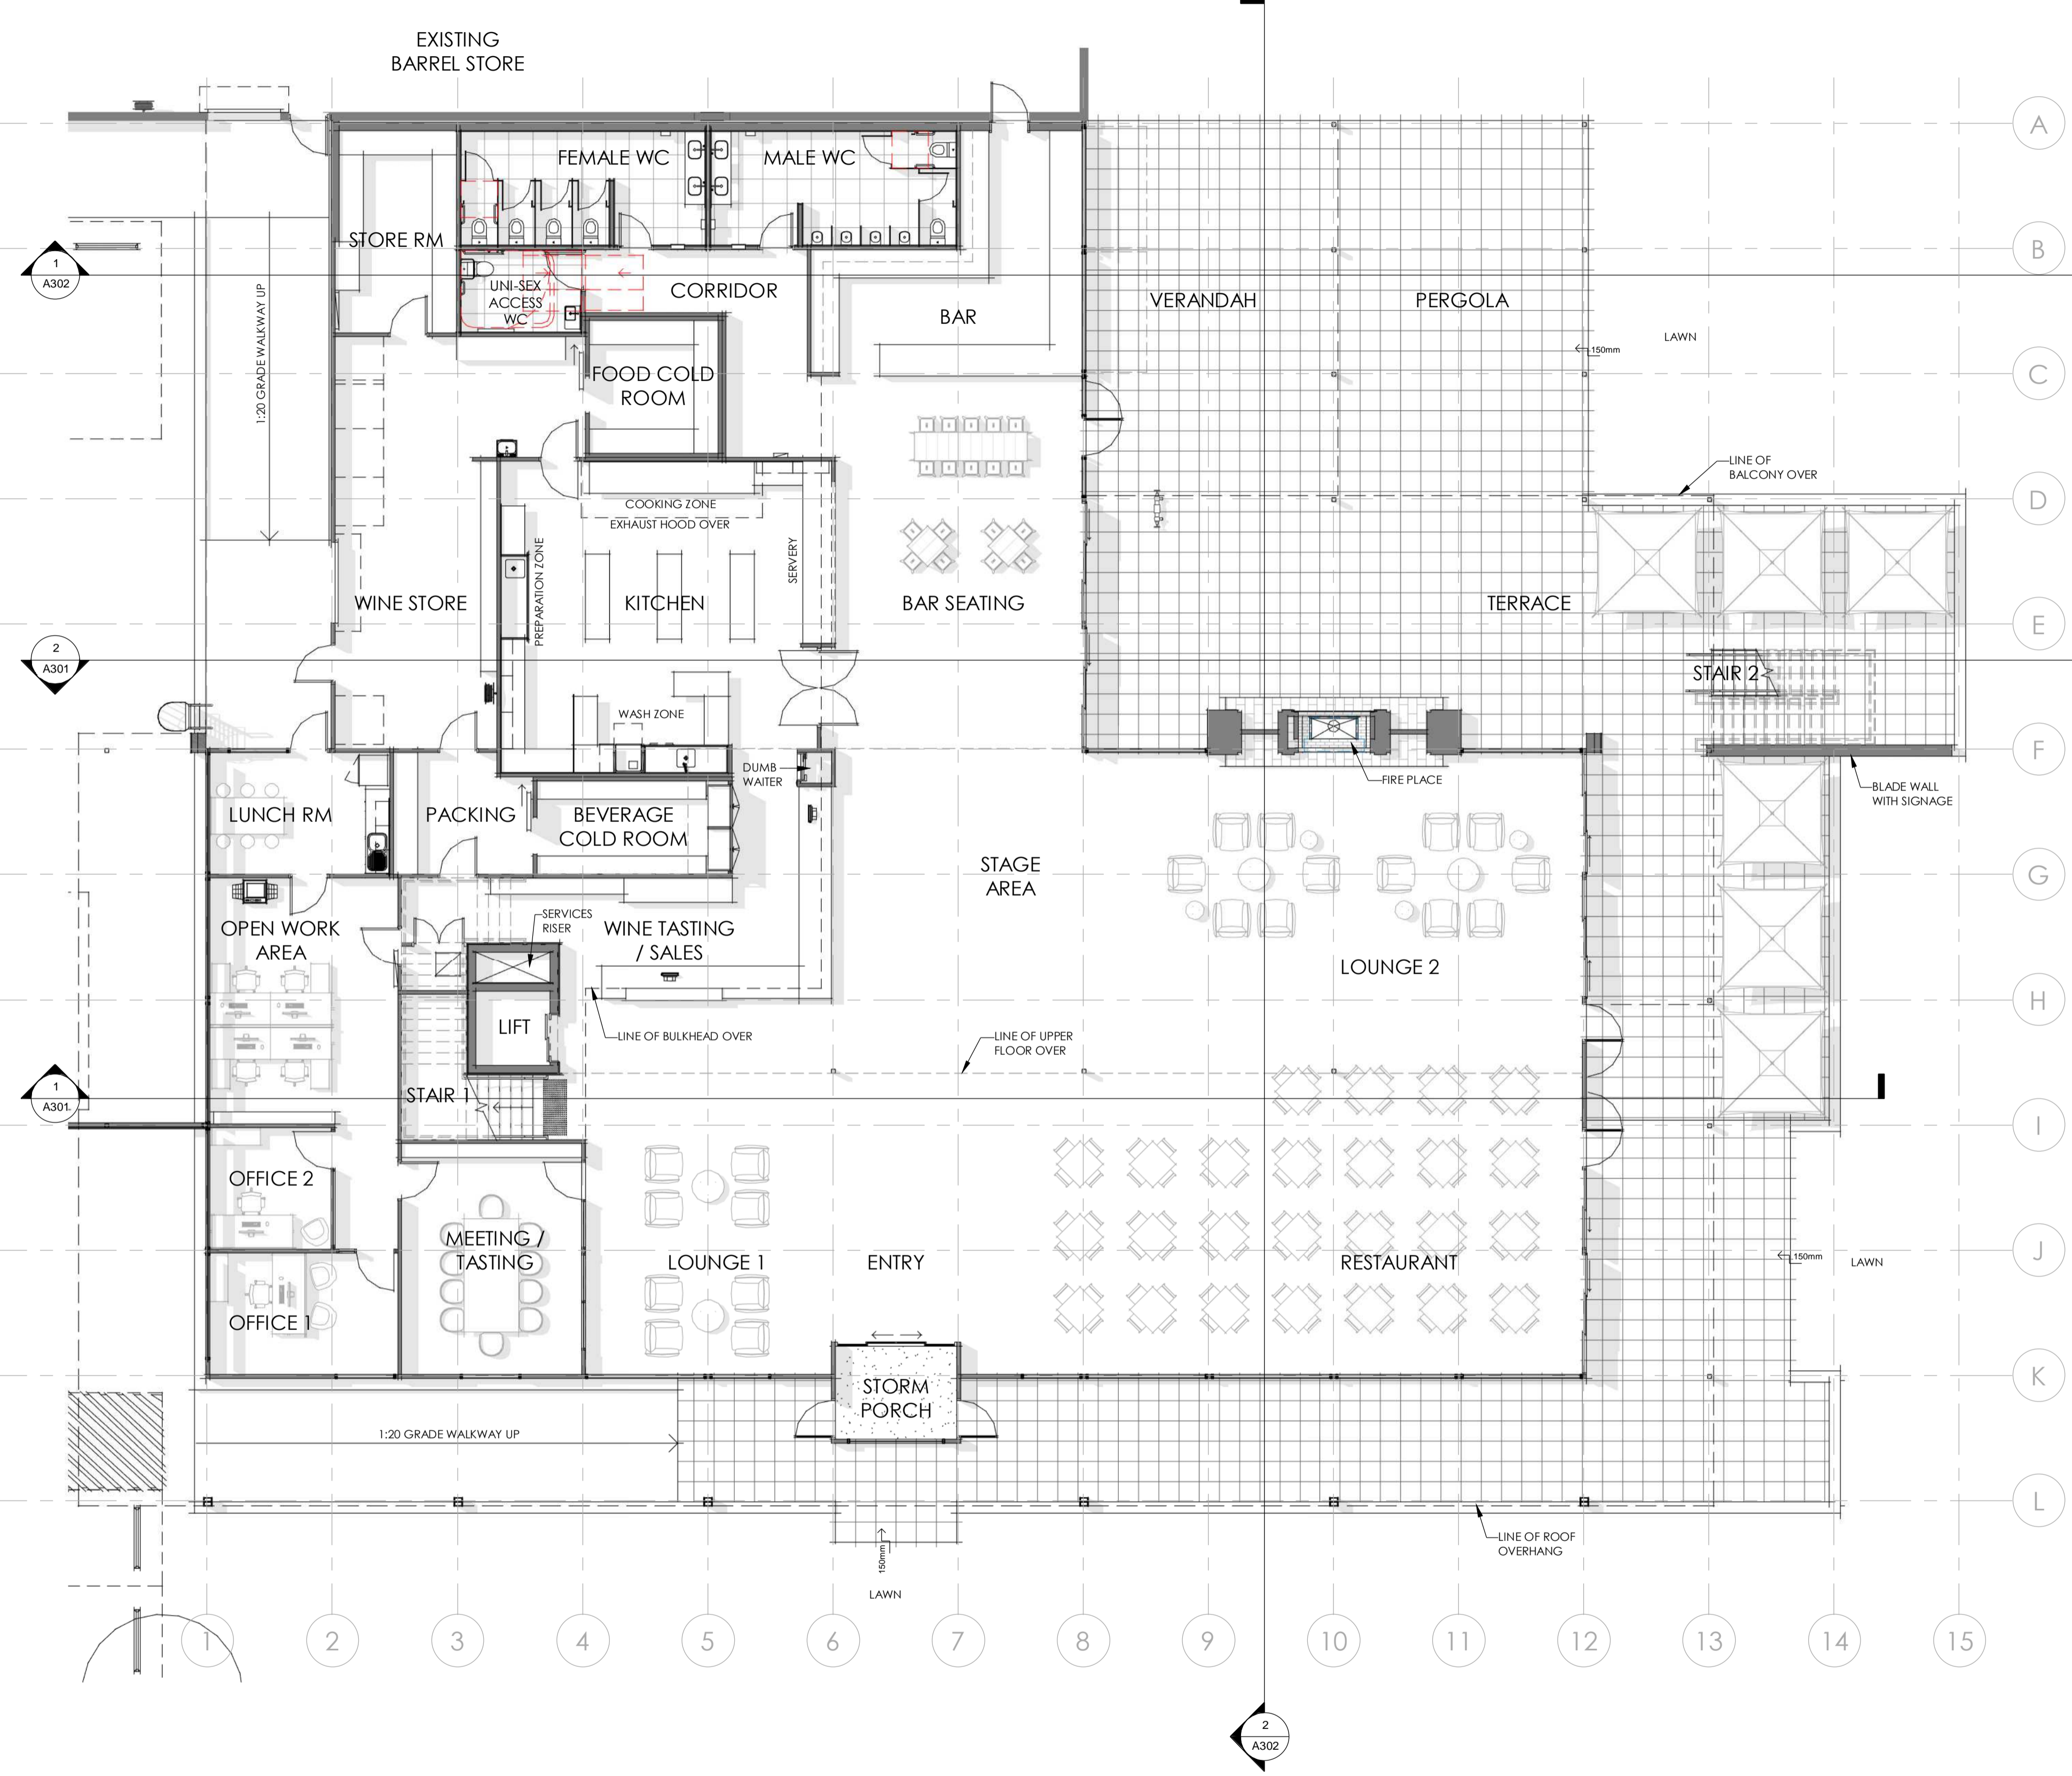 EXISTING
BARREL STORE
A
FEMALE WC
MALE WC
STORE RM
B
1
A302
UNI-SEX
ACCESS
WC
CORRIDOR
BAR
VERANDAH
PERGOLA
LAWN
150mm
1:20 GRADE WALKWAY UP
FOOD COLD
ROOM
C
LINE OF
BALCONY OVER
D
COOKING ZONE
EXHAUST HOOD OVER
PREPARATION ZONE
SERVERY
WINE STORE
KITCHEN
BAR SEATING
TERRACE
E
2
A301
STAIR 2
WASH ZONE
F
DUMB
WAITER
FIRE PLACE
BLADE WALL
WITH SIGNAGE
LUNCH RM
PACKING
BEVERAGE
COLD ROOM
STAGE
AREA
G
SERVICES
RISER
OPEN WORK
AREA
WINE TASTING
/ SALES
LOUNGE 2
H
LIFT
LINE OF BULKHEAD OVER
LINE OF UPPER
FLOOR OVER
1
A301
STAIR 1
I
OFFICE 2
MEETING /
TASTING
LOUNGE 1
ENTRY
RESTAURANT
150mm
LAWN
J
OFFICE 1
STORM
PORCH
K
1:20 GRADE WALKWAY UP
L
LINE OF ROOF
OVERHANG
150mm
LAWN
1
2
3
4
5
6
7
8
9
10
11
12
13
14
15
2
A302